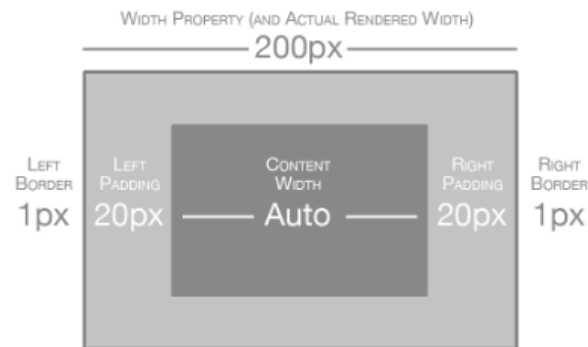 Width Property (and Actual Rendered Width)
200px
Left
Border
1px
Left
Padding
20px
Content
Width
Auto
Right
Padding
20px
Right
Border
1px